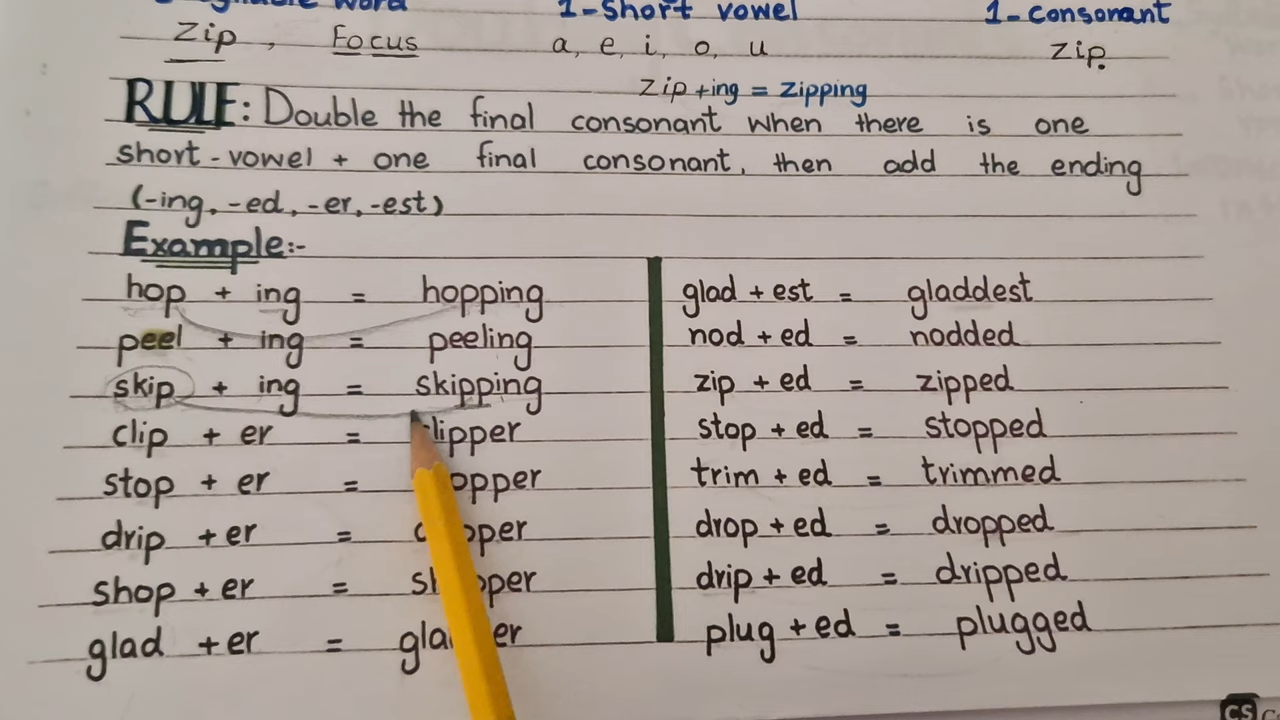 word 1-Short vowel 1-consonant
Zip, Focus a, e, i, o, u Zip.
Zip+ing = Zipping
RULE: Double the final consonant when there is one
short-vowel + one final consonant, then add the ending
(-ing, -ed, -er, -est)
Example:-
hop + ing = hopping
peel + ing = peeling
skip + ing = skipping
clip + er = clipper
stop + er =
drip + er =
shop + er =
glad + er =
glad + est = gladdest
nod + ed = nodded
zip + ed = zipped
stop + ed = stopped
trim + ed = trimmed
drop + ed = dropped
drip + ed = dripped
plug + ed = plugged
CS